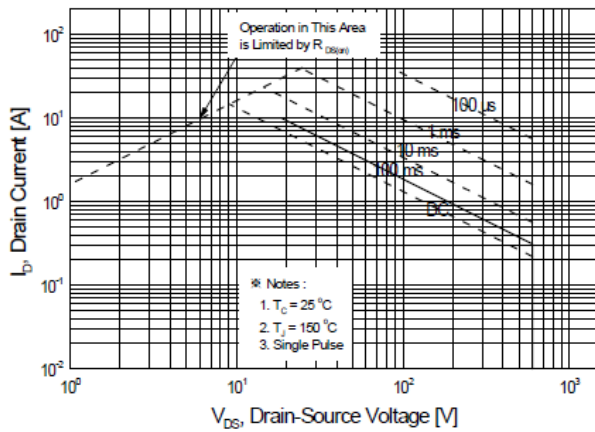 10²
10¹
10⁰
10⁻¹
10⁻²
I_D, Drain Current [A]
Operation in This Area
is Limited by R_DS(on)
100 µs
1 ms
10 ms
100 ms
DC
※ Notes :
1. T_C = 25 °C
2. T_J = 150 °C
3. Single Pulse
10⁰ 10¹ 10² 10³
V_DS, Drain-Source Voltage [V]